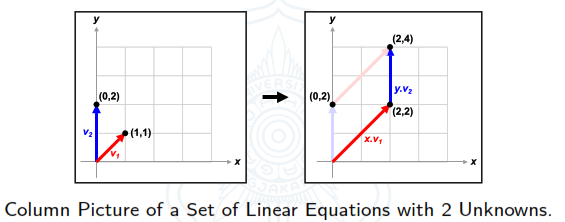 y
(0,2)
v2
(1,1)
v1
x
y
(2,4)
(0,2)
y.v2
(2,2)
x.v1
x
Column Picture of a Set of Linear Equations with 2 Unknowns.